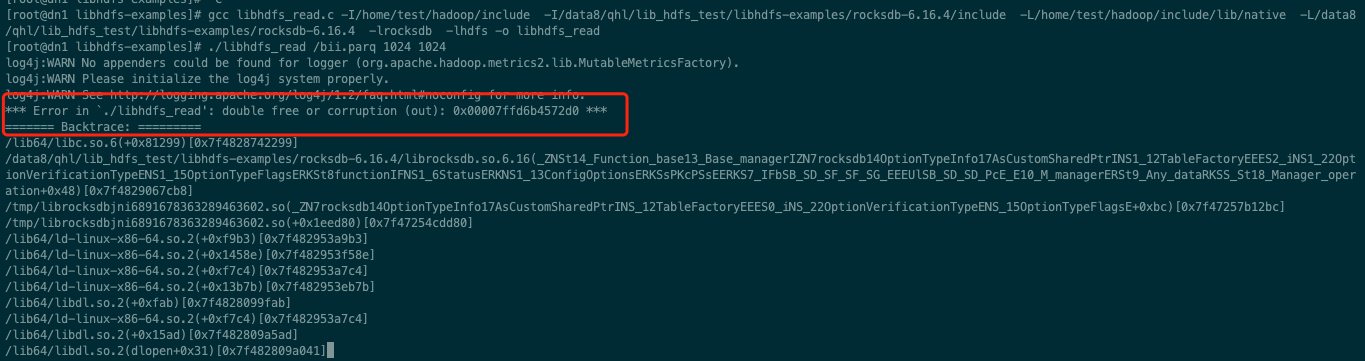 [root@dn1 libhdfs-examples]# gcc libhdfs_read.c -I/home/test/hadoop/include -I/data8/qhl/lib_hdfs_test/libhdfs-examples/rocksdb-6.16.4/include -L/home/test/hadoop/include/lib/native -L/data8
/qhl/lib_hdfs_test/libhdfs-examples/rocksdb-6.16.4 -lrocksdb -lhdfs -o libhdfs_read
[root@dn1 libhdfs-examples]# ./libhdfs_read /bii.parq 1024 1024
log4j:WARN No appenders could be found for logger (org.apache.hadoop.metrics2.lib.MutableMetricsFactory).
log4j:WARN Please initialize the log4j system properly.
log4j:WARN See http://logging.apache.org/log4j/1.2/faq.html#noconfig for more info.
*** Error in `./libhdfs_read': double free or corruption (out): 0x00007ffd6b4572d0 ***
======= Backtrace: =========
/lib64/libc.so.6(+0x81299)[0x7f4828742299]
/data8/qhl/lib_hdfs_test/libhdfs-examples/rocksdb-6.16.4/librocksdb.so.6.16(_ZNSt14_Function_base13_Base_managerIZN7rocksdb14OptionTypeInfo17AsCustomSharedPtrINS1_12TableFactoryEEES2_iNS1_22Opt
ionVerificationTypeENS1_15OptionTypeFlagsERKSt8functionIFNS1_6StatusERKNS1_13ConfigOptionsERKSsPKcPSsEERKS7_IFbSB_SD_SF_SF_SG_EEEUlSB_SD_SD_PcE_E10_M_managerERSt9_Any_dataRKSS_St18_Manager_oper
ation+0x48)[0x7f4829067cb8]
/tmp/librocksdbjni6891678363289463602.so(_ZN7rocksdb14OptionTypeInfo17AsCustomSharedPtrINS_12TableFactoryEEES0_iNS_22OptionVerificationTypeENS_15OptionTypeFlagsE+0xbc)[0x7f47257b12bc]
/tmp/librocksdbjni6891678363289463602.so(+0x1eed80)[0x7f47254cdd80]
/lib64/ld-linux-x86-64.so.2(+0xf9b3)[0x7f482953a9b3]
/lib64/ld-linux-x86-64.so.2(+0x1458e)[0x7f482953f58e]
/lib64/ld-linux-x86-64.so.2(+0xf7c4)[0x7f482953a7c4]
/lib64/ld-linux-x86-64.so.2(+0x13b7b)[0x7f482953eb7b]
/lib64/libdl.so.2(+0xfab)[0x7f4828099fab]
/lib64/ld-linux-x86-64.so.2(+0xf7c4)[0x7f482953a7c4]
/lib64/libdl.so.2(+0x15ad)[0x7f482809a5ad]
/lib64/libdl.so.2(dlopen+0x31)[0x7f482809a041]